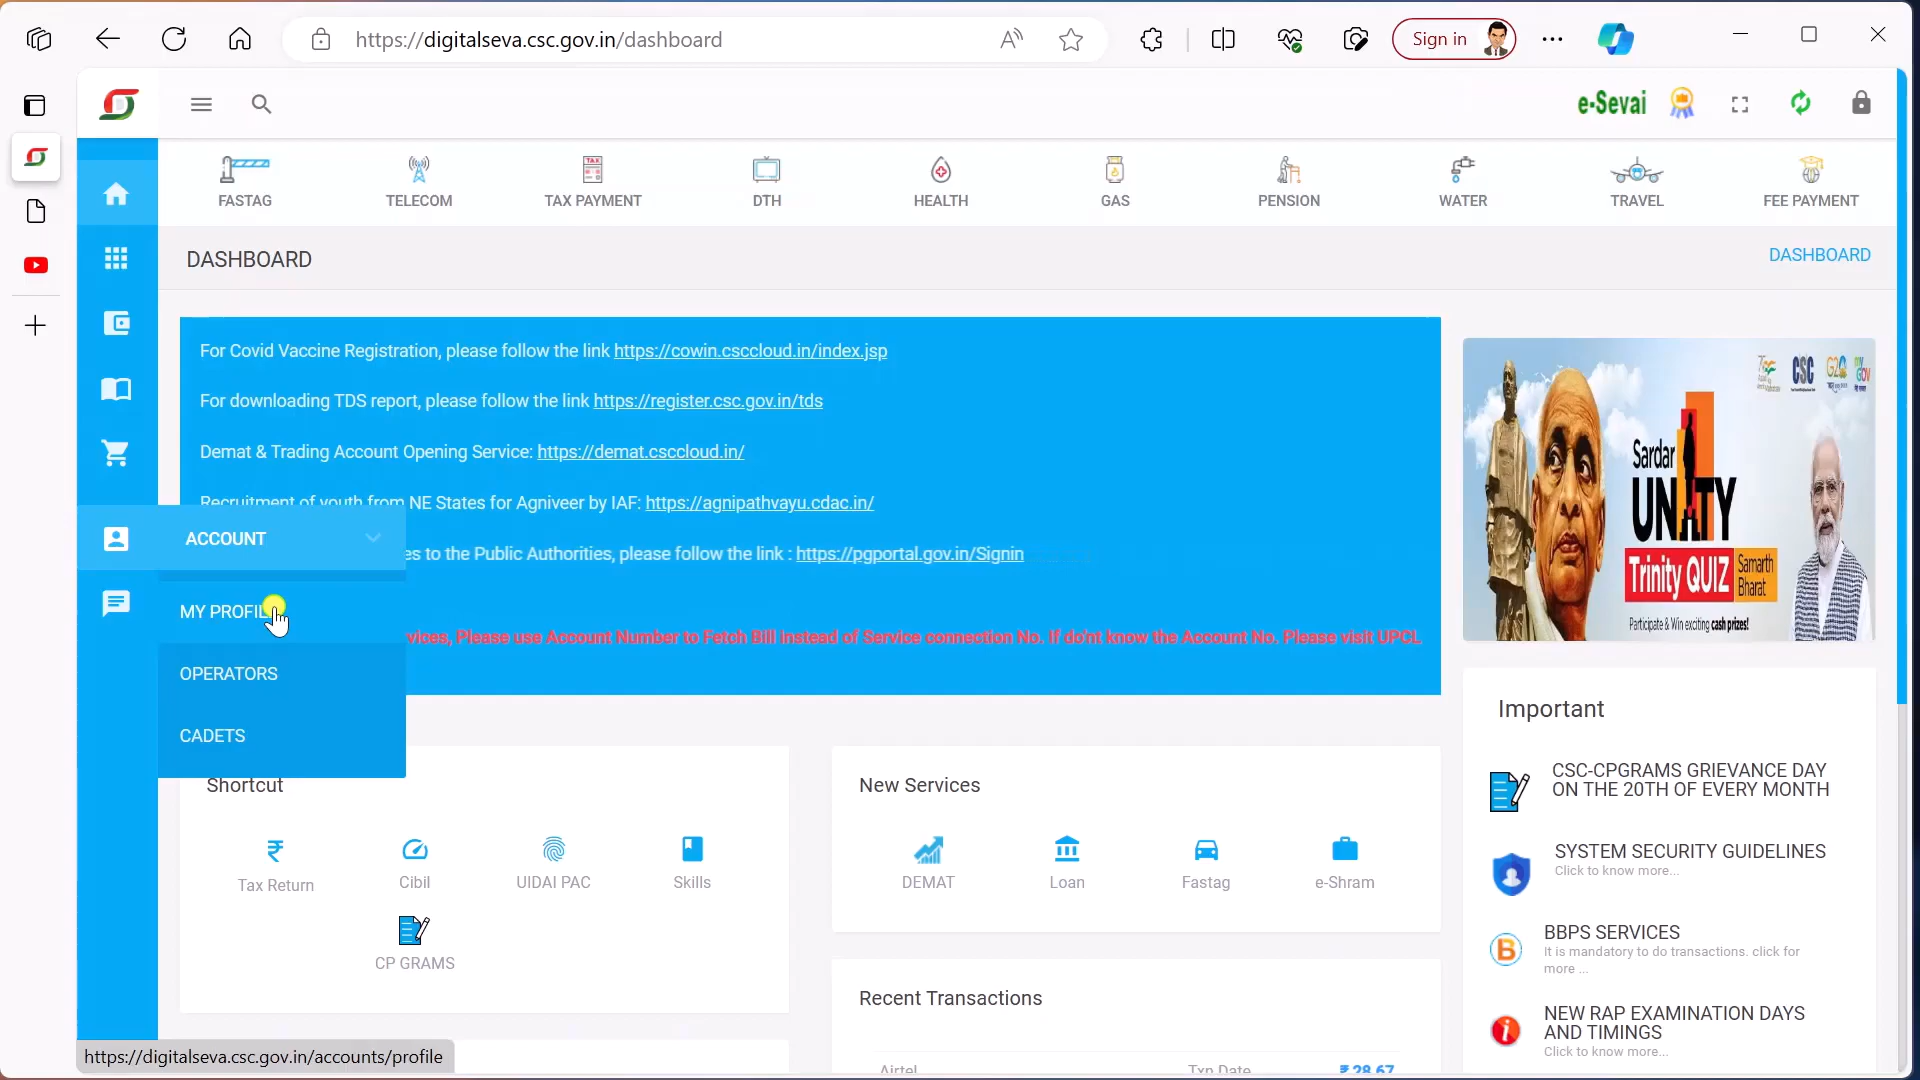 https://digitalseva.csc.gov.in/dashboard
Sign in
e-Sevai
FASTAG
TELECOM
TAX
TAX PAYMENT
DTH
HEALTH
GAS
PENSION
WATER
TRAVEL
FEE PAYMENT
DASHBOARD
DASHBOARD
For Covid Vaccine Registration, please follow the link https://cowin.csccloud.in/index.jsp
For downloading TDS report, please follow the link https://register.csc.gov.in/tds
Demat & Trading Account Opening Service: https://demat.csccloud.in/
Recruitment of youth from NE States for Agniveer by IAF: https://agnipathvayu.cdac.in/
es to the Public Authorities, please follow the link : https://pgportal.gov.in/Signin
vices, Please use Account Number to Fetch Bill Instead of Service connection No. If do'nt know the Account No. Please visit UPCL
ACCOUNT
MY PROFIL
OPERATORS
CADETS
CSC
G20
Sardar
UNITY
Trinity QUIZ
Samarth
Bharat
Participate & Win exciting cash prizes!
Shortcut
Tax Return
Cibil
UIDAI PAC
Skills
CP GRAMS
New Services
DEMAT
Loan
Fastag
e-Shram
Recent Transactions
Airtel
Txn Date
₹ 28.67
Important
CSC-CPGRAMS GRIEVANCE DAY
ON THE 20TH OF EVERY MONTH
SYSTEM SECURITY GUIDELINES
Click to know more...
BBPS SERVICES
It is mandatory to do transactions. click for
more ...
NEW RAP EXAMINATION DAYS
AND TIMINGS
Click to know more...
https://digitalseva.csc.gov.in/accounts/profile